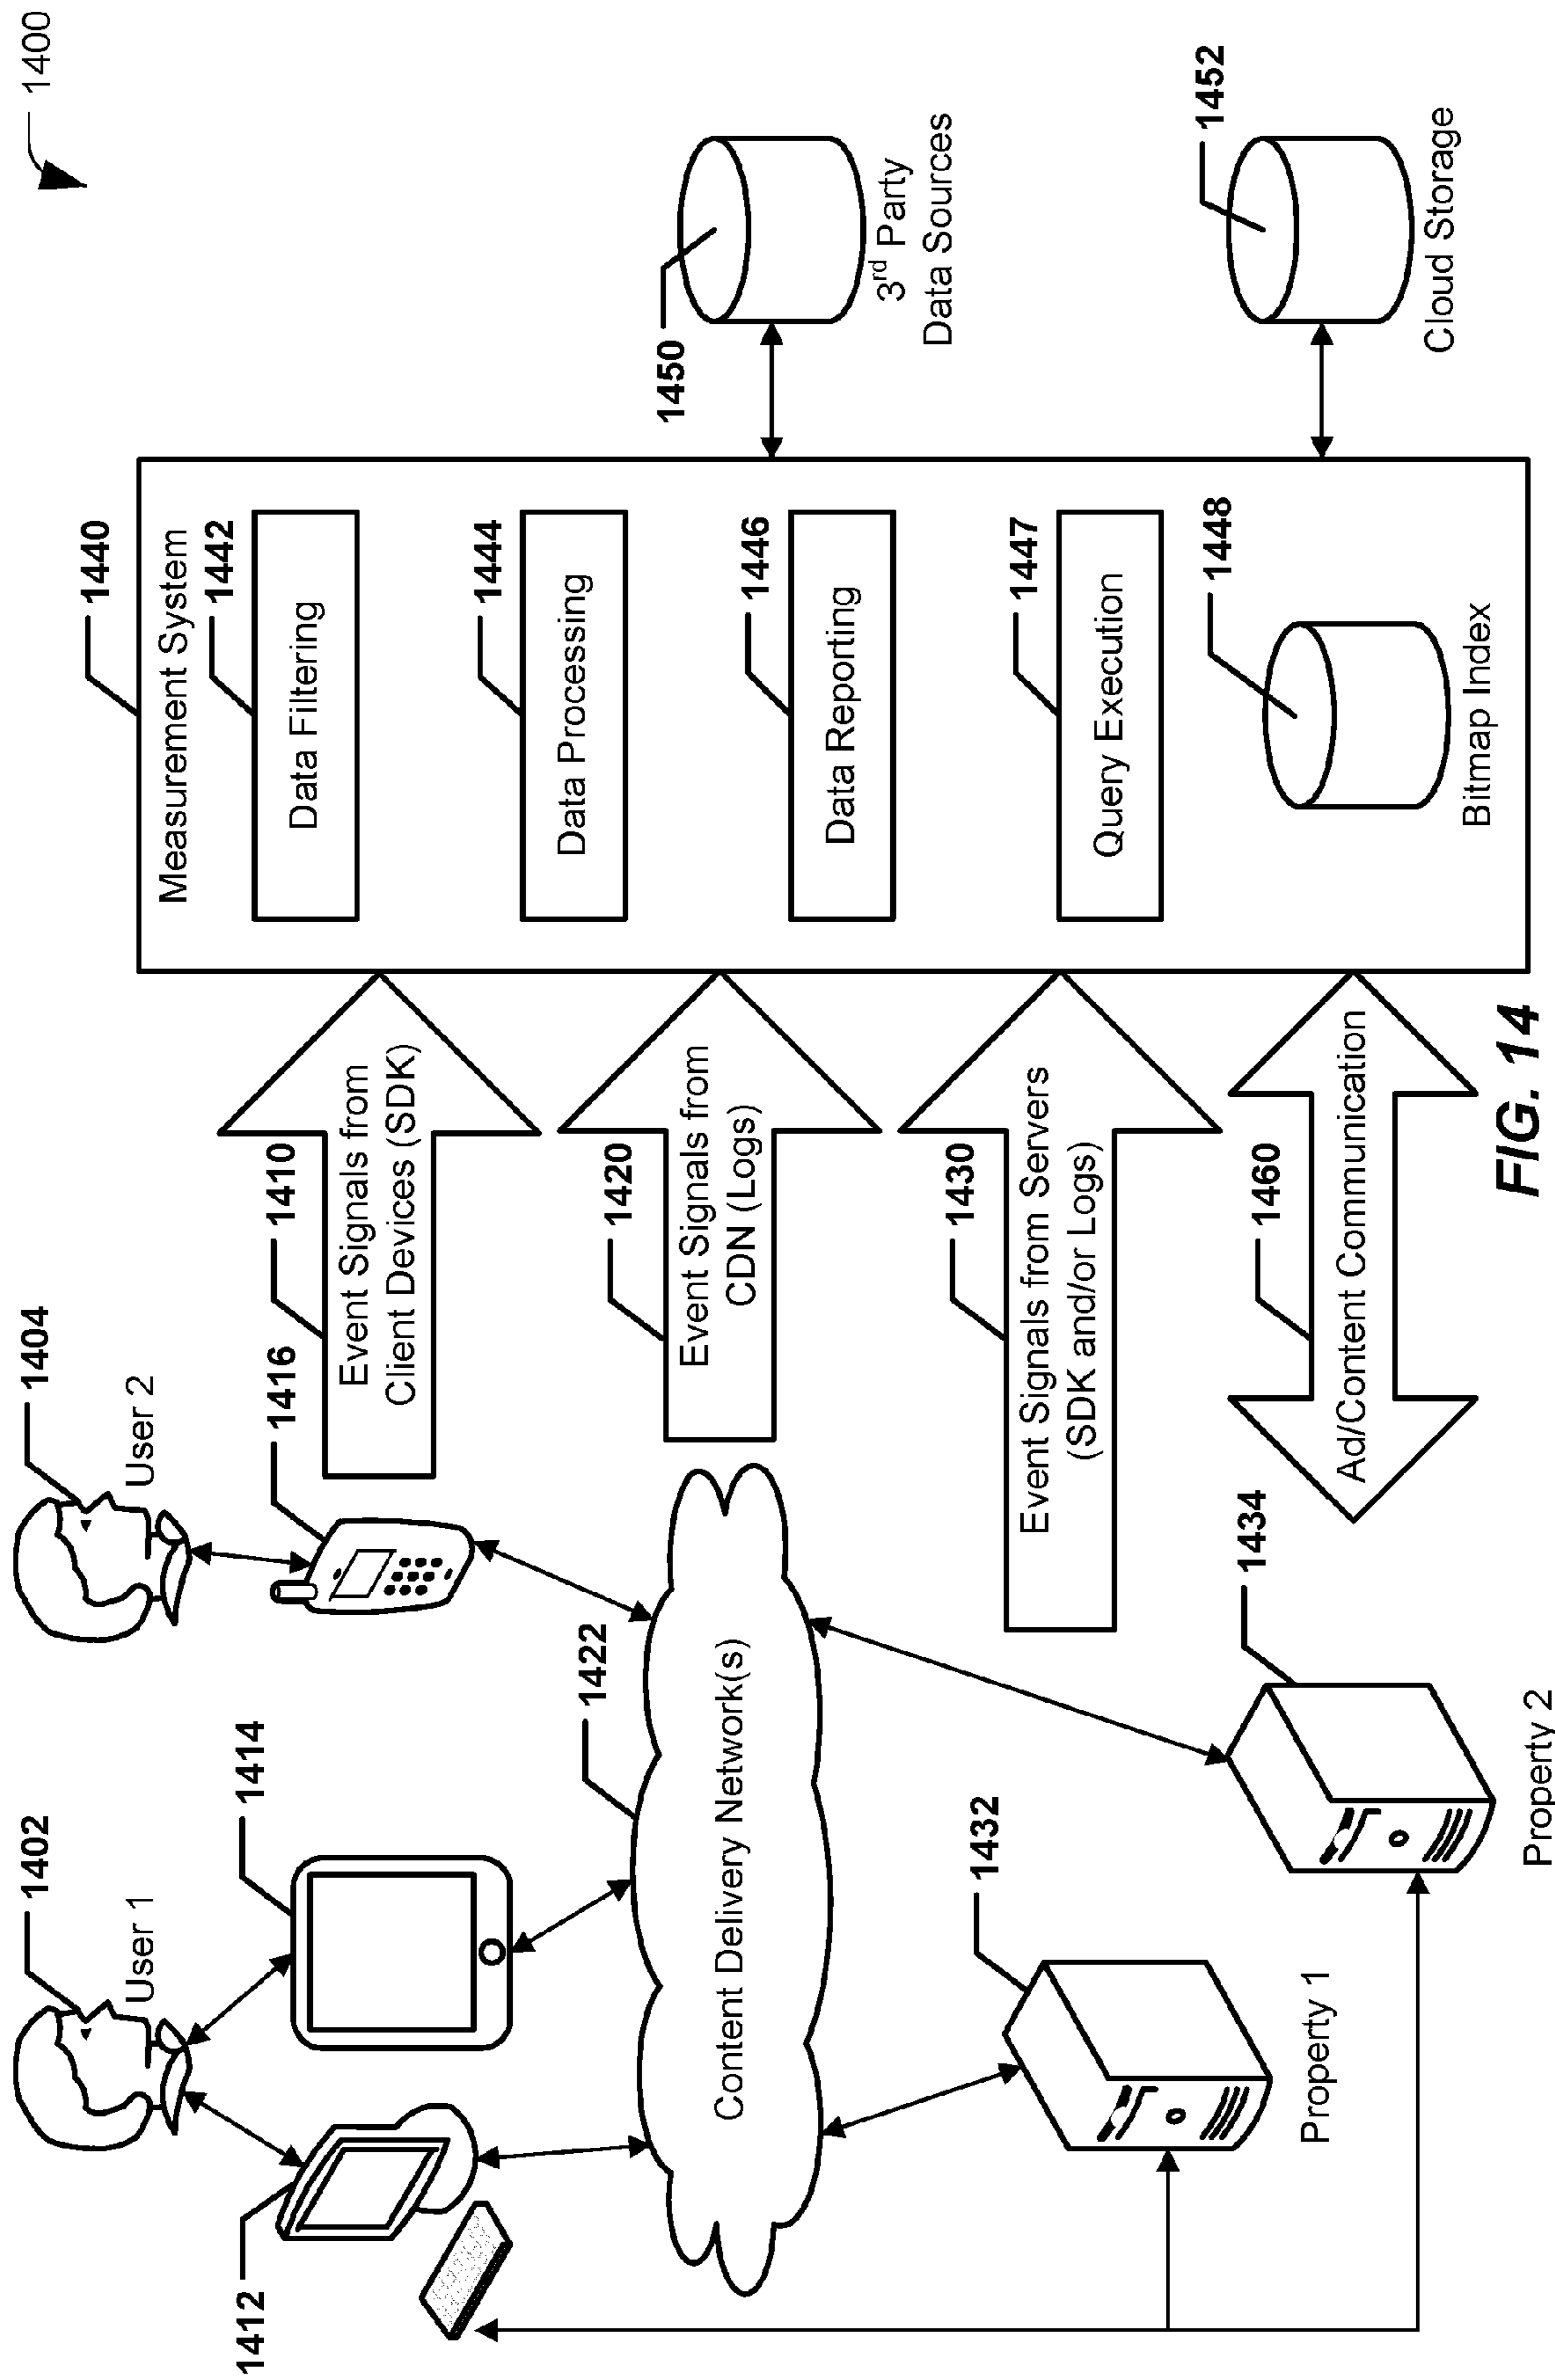 1400
1402
User 1
1404
User 2
1412
1414
1416
1410
Event Signals from
Client Devices (SDK)
1422
Content Delivery Network(s)
1420
Event Signals from
CDN (Logs)
1432
Property 1
1434
Property 2
1430
Event Signals from Servers
(SDK and/or Logs)
1460
Ad/Content Communication
1440
Measurement System
1442
Data Filtering
1444
Data Processing
1446
Data Reporting
1447
Query Execution
1448
Bitmap Index
1450
3rd Party
Data Sources
1452
Cloud Storage
FIG. 14